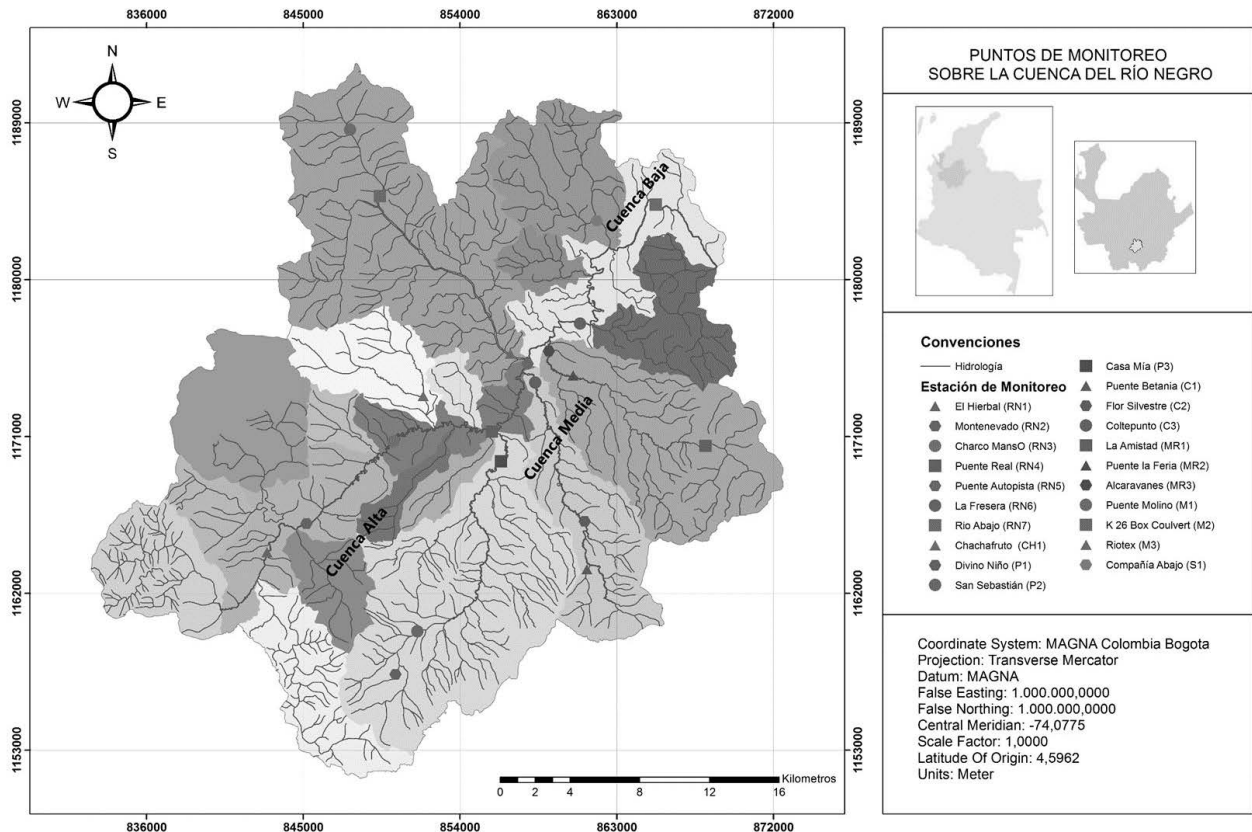 836000 845000 854000 863000 872000
N
W E
S
1189000 1189000
1180000 1180000
1171000 1171000
1162000 1162000
1153000 1153000
Cuenca Baja
Cuenca Media
Cuenca Alta
Kilometros
0 2 4 8 12 16
836000 845000 854000 863000 872000
PUNTOS DE MONITOREO
SOBRE LA CUENCA DEL RÍO NEGRO
Convenciones
Hidrología
Estación de Monitoreo
El Hierbal (RN1)
Montenevado (RN2)
Charco MansO (RN3)
Puente Real (RN4)
Puente Autopista (RN5)
La Fresera (RN6)
Rio Abajo (RN7)
Chachafruto (CH1)
Divino Niño (P1)
San Sebastián (P2)
Casa Mía (P3)
Puente Betania (C1)
Flor Silvestre (C2)
Coltepunto (C3)
La Amistad (MR1)
Puente la Feria (MR2)
Alcaravanes (MR3)
Puente Molino (M1)
K 26 Box Coulvert (M2)
Riotex (M3)
Compañía Abajo (S1)
Coordinate System: MAGNA Colombia Bogota
Projection: Transverse Mercator
Datum: MAGNA
False Easting: 1.000.000,0000
False Northing: 1.000.000,0000
Central Meridian: -74,0775
Scale Factor: 1,0000
Latitude Of Origin: 4,5962
Units: Meter